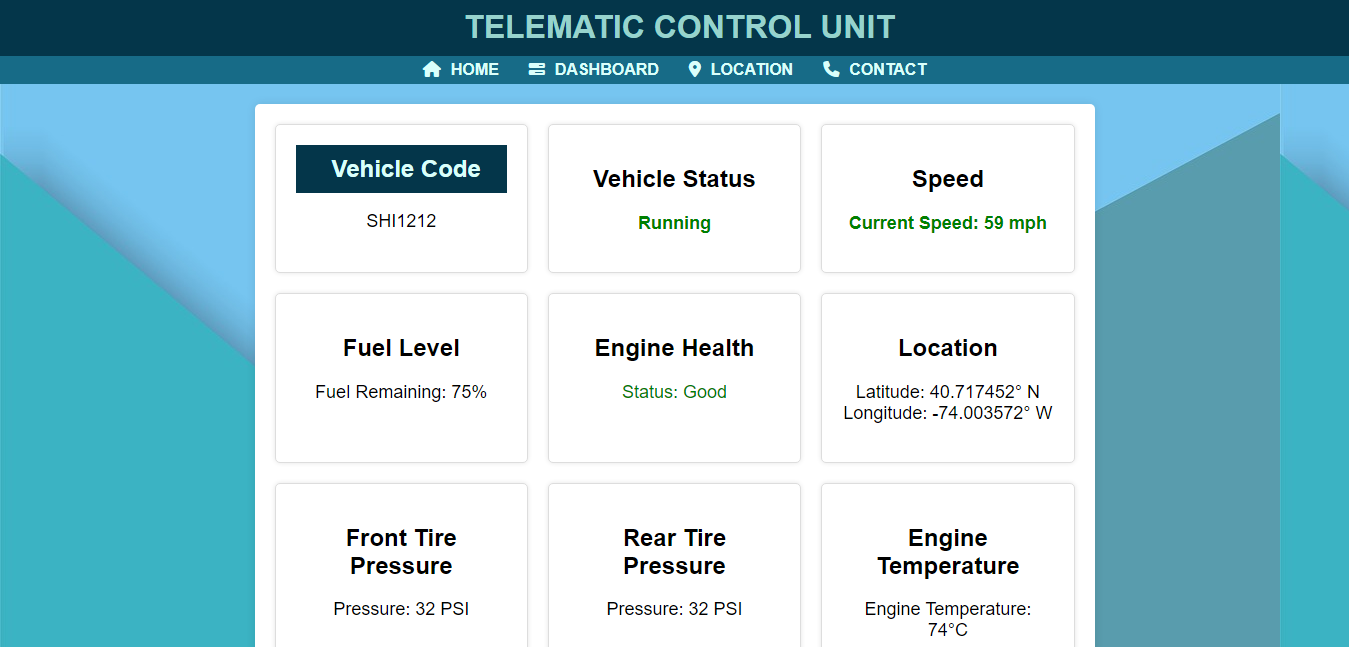 TELEMATIC CONTROL UNIT
HOME DASHBOARD LOCATION CONTACT
Vehicle Code
SHI1212
Vehicle Status
Running
Speed
Current Speed: 59 mph
Fuel Level
Fuel Remaining: 75%
Engine Health
Status: Good
Location
Latitude: 40.717452° N
Longitude: -74.003572° W
Front Tire
Pressure
Pressure: 32 PSI
Rear Tire
Pressure
Pressure: 32 PSI
Engine
Temperature
Engine Temperature:
74°C